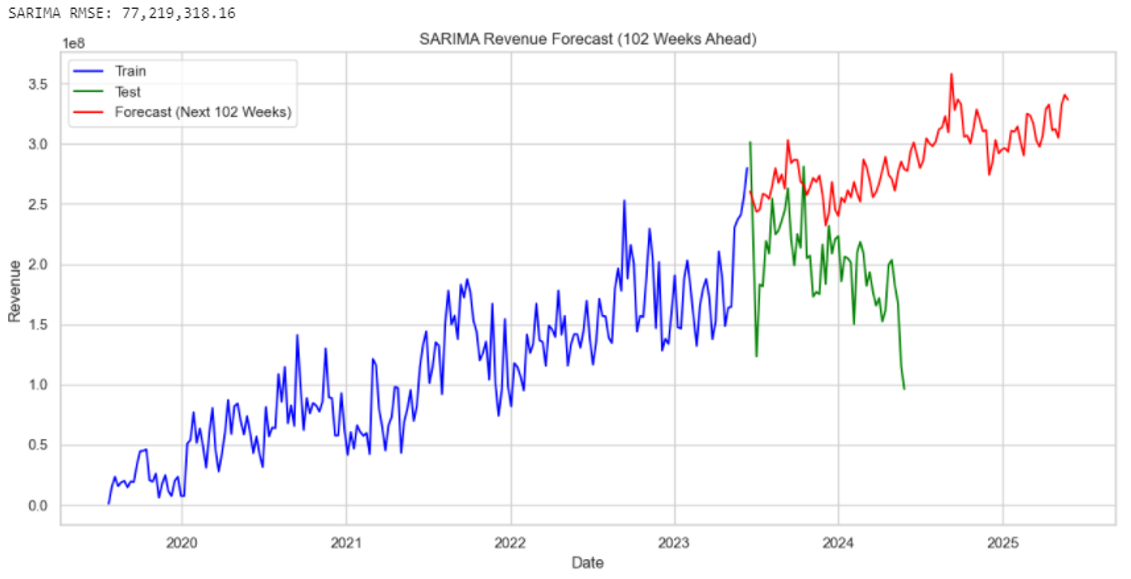 SARIMA RMSE: 77,219,318.16
SARIMA Revenue Forecast (102 Weeks Ahead)
1e8
Train
Test
Forecast (Next 102 Weeks)
3.5
3.0
2.5
2.0
1.5
1.0
0.5
0.0
Revenue
2020 2021 2022 2023 2024 2025
Date